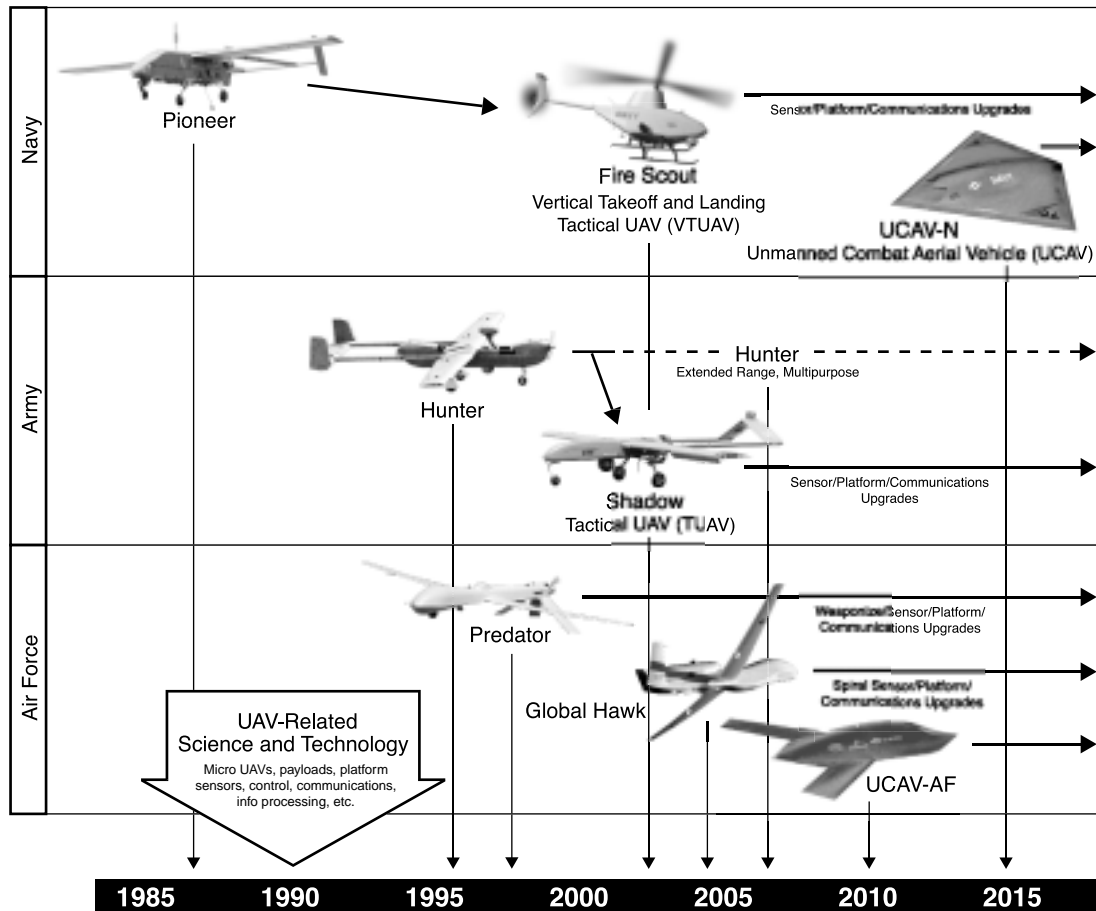 Navy
Pioneer
Fire Scout
Vertical Takeoff and Landing
Tactical UAV (VTUAV)
Sensor/Platform/Communications Upgrades
UCAV-N
Unmanned Combat Aerial Vehicle (UCAV)
Army
Hunter
Hunter
Extended Range, Multipurpose
Shadow
Tactical UAV (TUAV)
Sensor/Platform/Communications
Upgrades
Air Force
Predator
Weaponize/Sensor/Platform/
Communications Upgrades
Global Hawk
Spiral Sensor/Platform/
Communications Upgrades
UCAV-AF
UAV-Related
Science and Technology
Micro UAVs, payloads, platform
sensors, control, communications,
info processing, etc.
1985 1990 1995 2000 2005 2010 2015